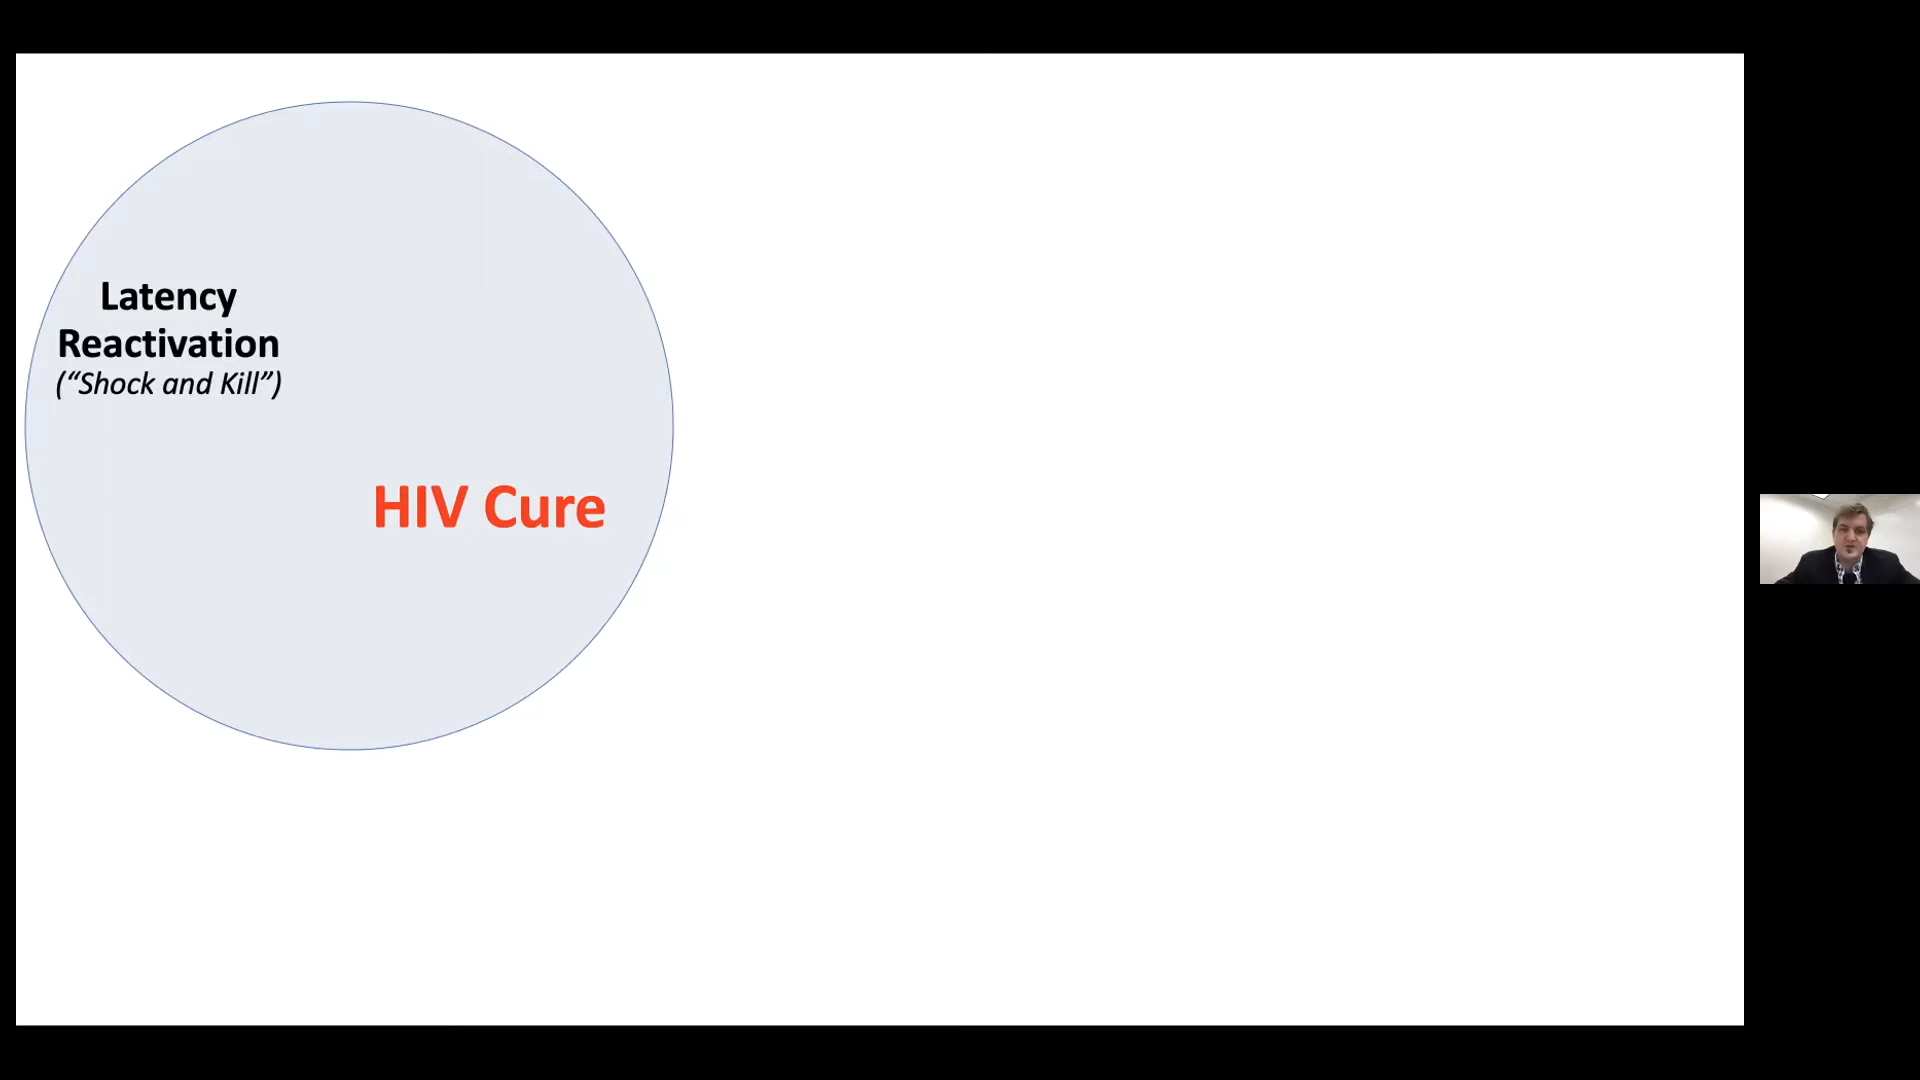 Latency
Reactivation
(“Shock and Kill”)
HIV Cure